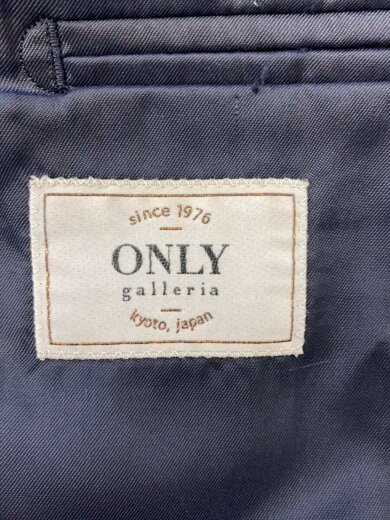 since 1976
ONLY
galleria
kyoto, japan